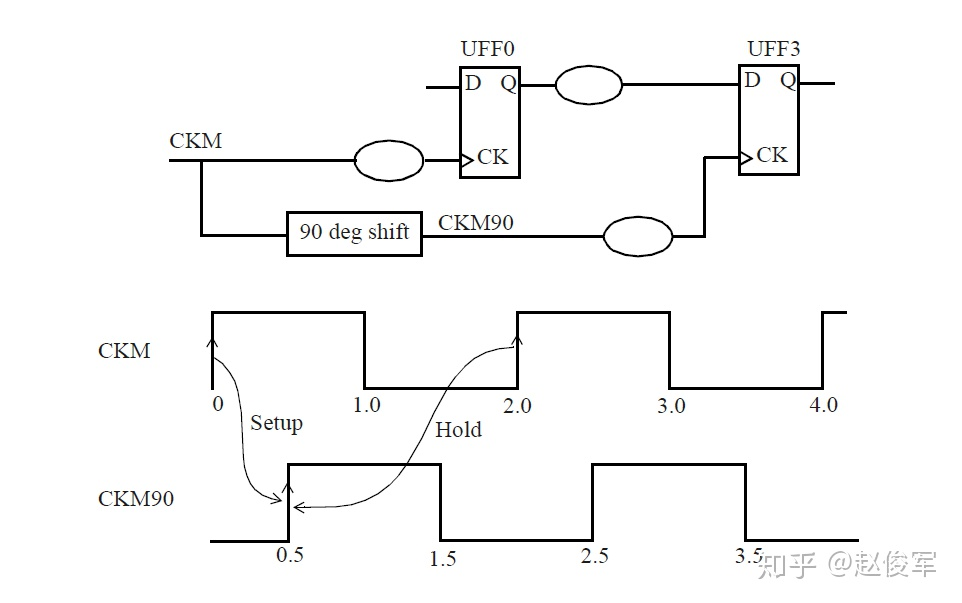 UFF0
UFF3
D Q
D Q
CKM
CK
CK
CKM90
90 deg shift
CKM
0
1.0
2.0
3.0
4.0
Setup
Hold
CKM90
0.5
1.5
2.5
3.5
知乎 @赵俊军